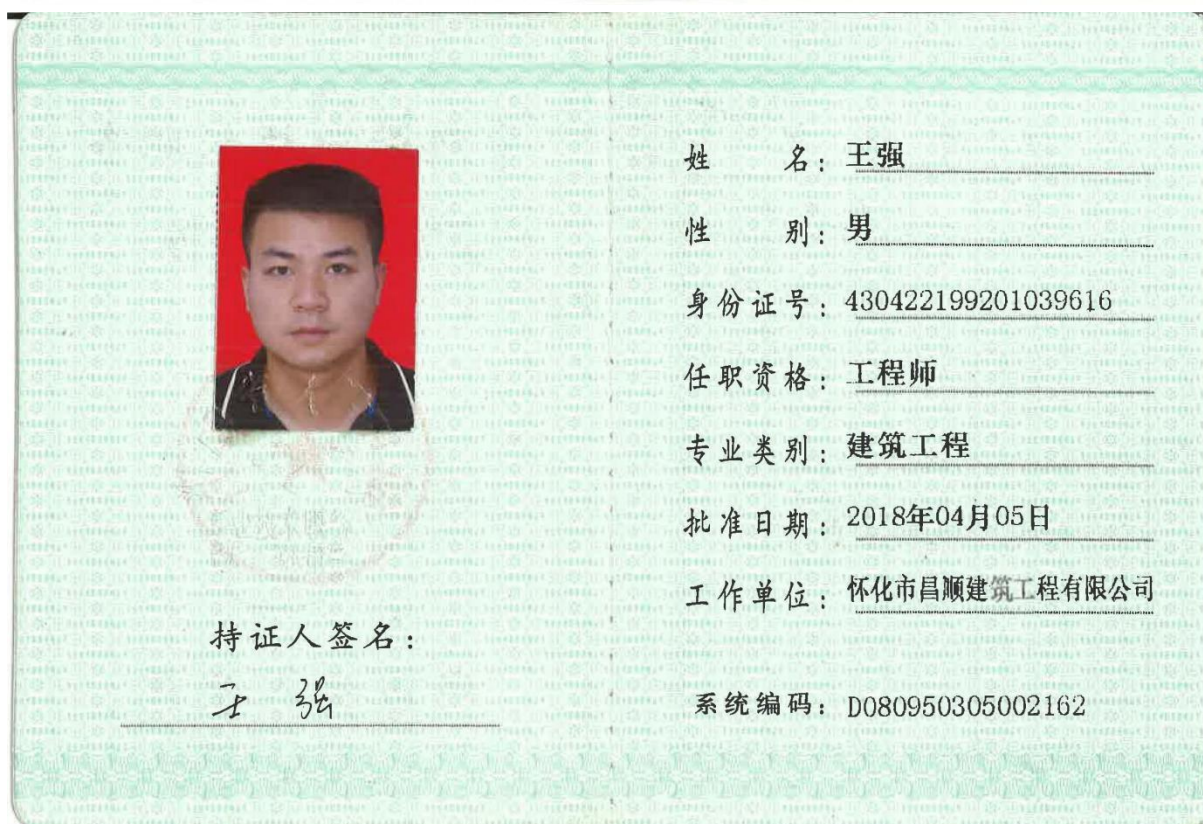 持证人签名：
王 强
姓 名：王强
性 别：男
身份证号：430422199201039616
任职资格：工程师
专业类别：建筑工程
批准日期：2018年04月05日
工作单位：怀化市昌顺建筑工程有限公司
系统编码：D080950305002162